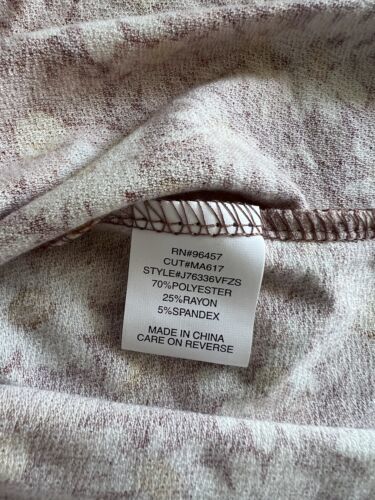 RN#96457
CUT#MA617
STYLE#J76336VFZS
70%POLYESTER
25%RAYON
5%SPANDEX
MADE IN CHINA
CARE ON REVERSE